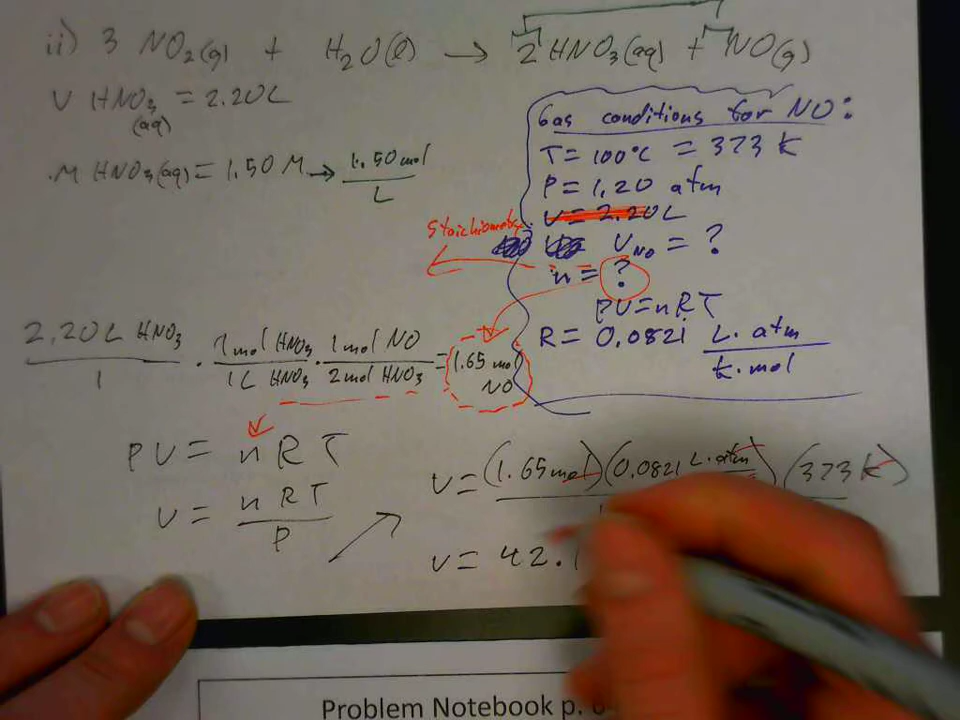 ii) 3 NO₂(g) + H₂O(l) → 2 HNO₃(aq) + NO(g)
V HNO₃ (aq) = 2.20L
M HNO₃(aq) = 1.50 M → 1.50 mol / L
Gas conditions for NO:
T = 100°C = 373 K
P = 1.20 atm
V = 2.20L
V_NO = ?
n = ?
Stoichiometry
PV = nRT
R = 0.0821 L·atm / K·mol
2.20L HNO₃ / 1 · mol HNO₃ / 1L HNO₃ · 1 mol NO / 2 mol HNO₃ = 1.65 mol NO
PV = nRT
V = nRT / P
V = (1.65 mol)(0.0821 L·atm) (373 K)
V = 42.1
Problem Notebook p.